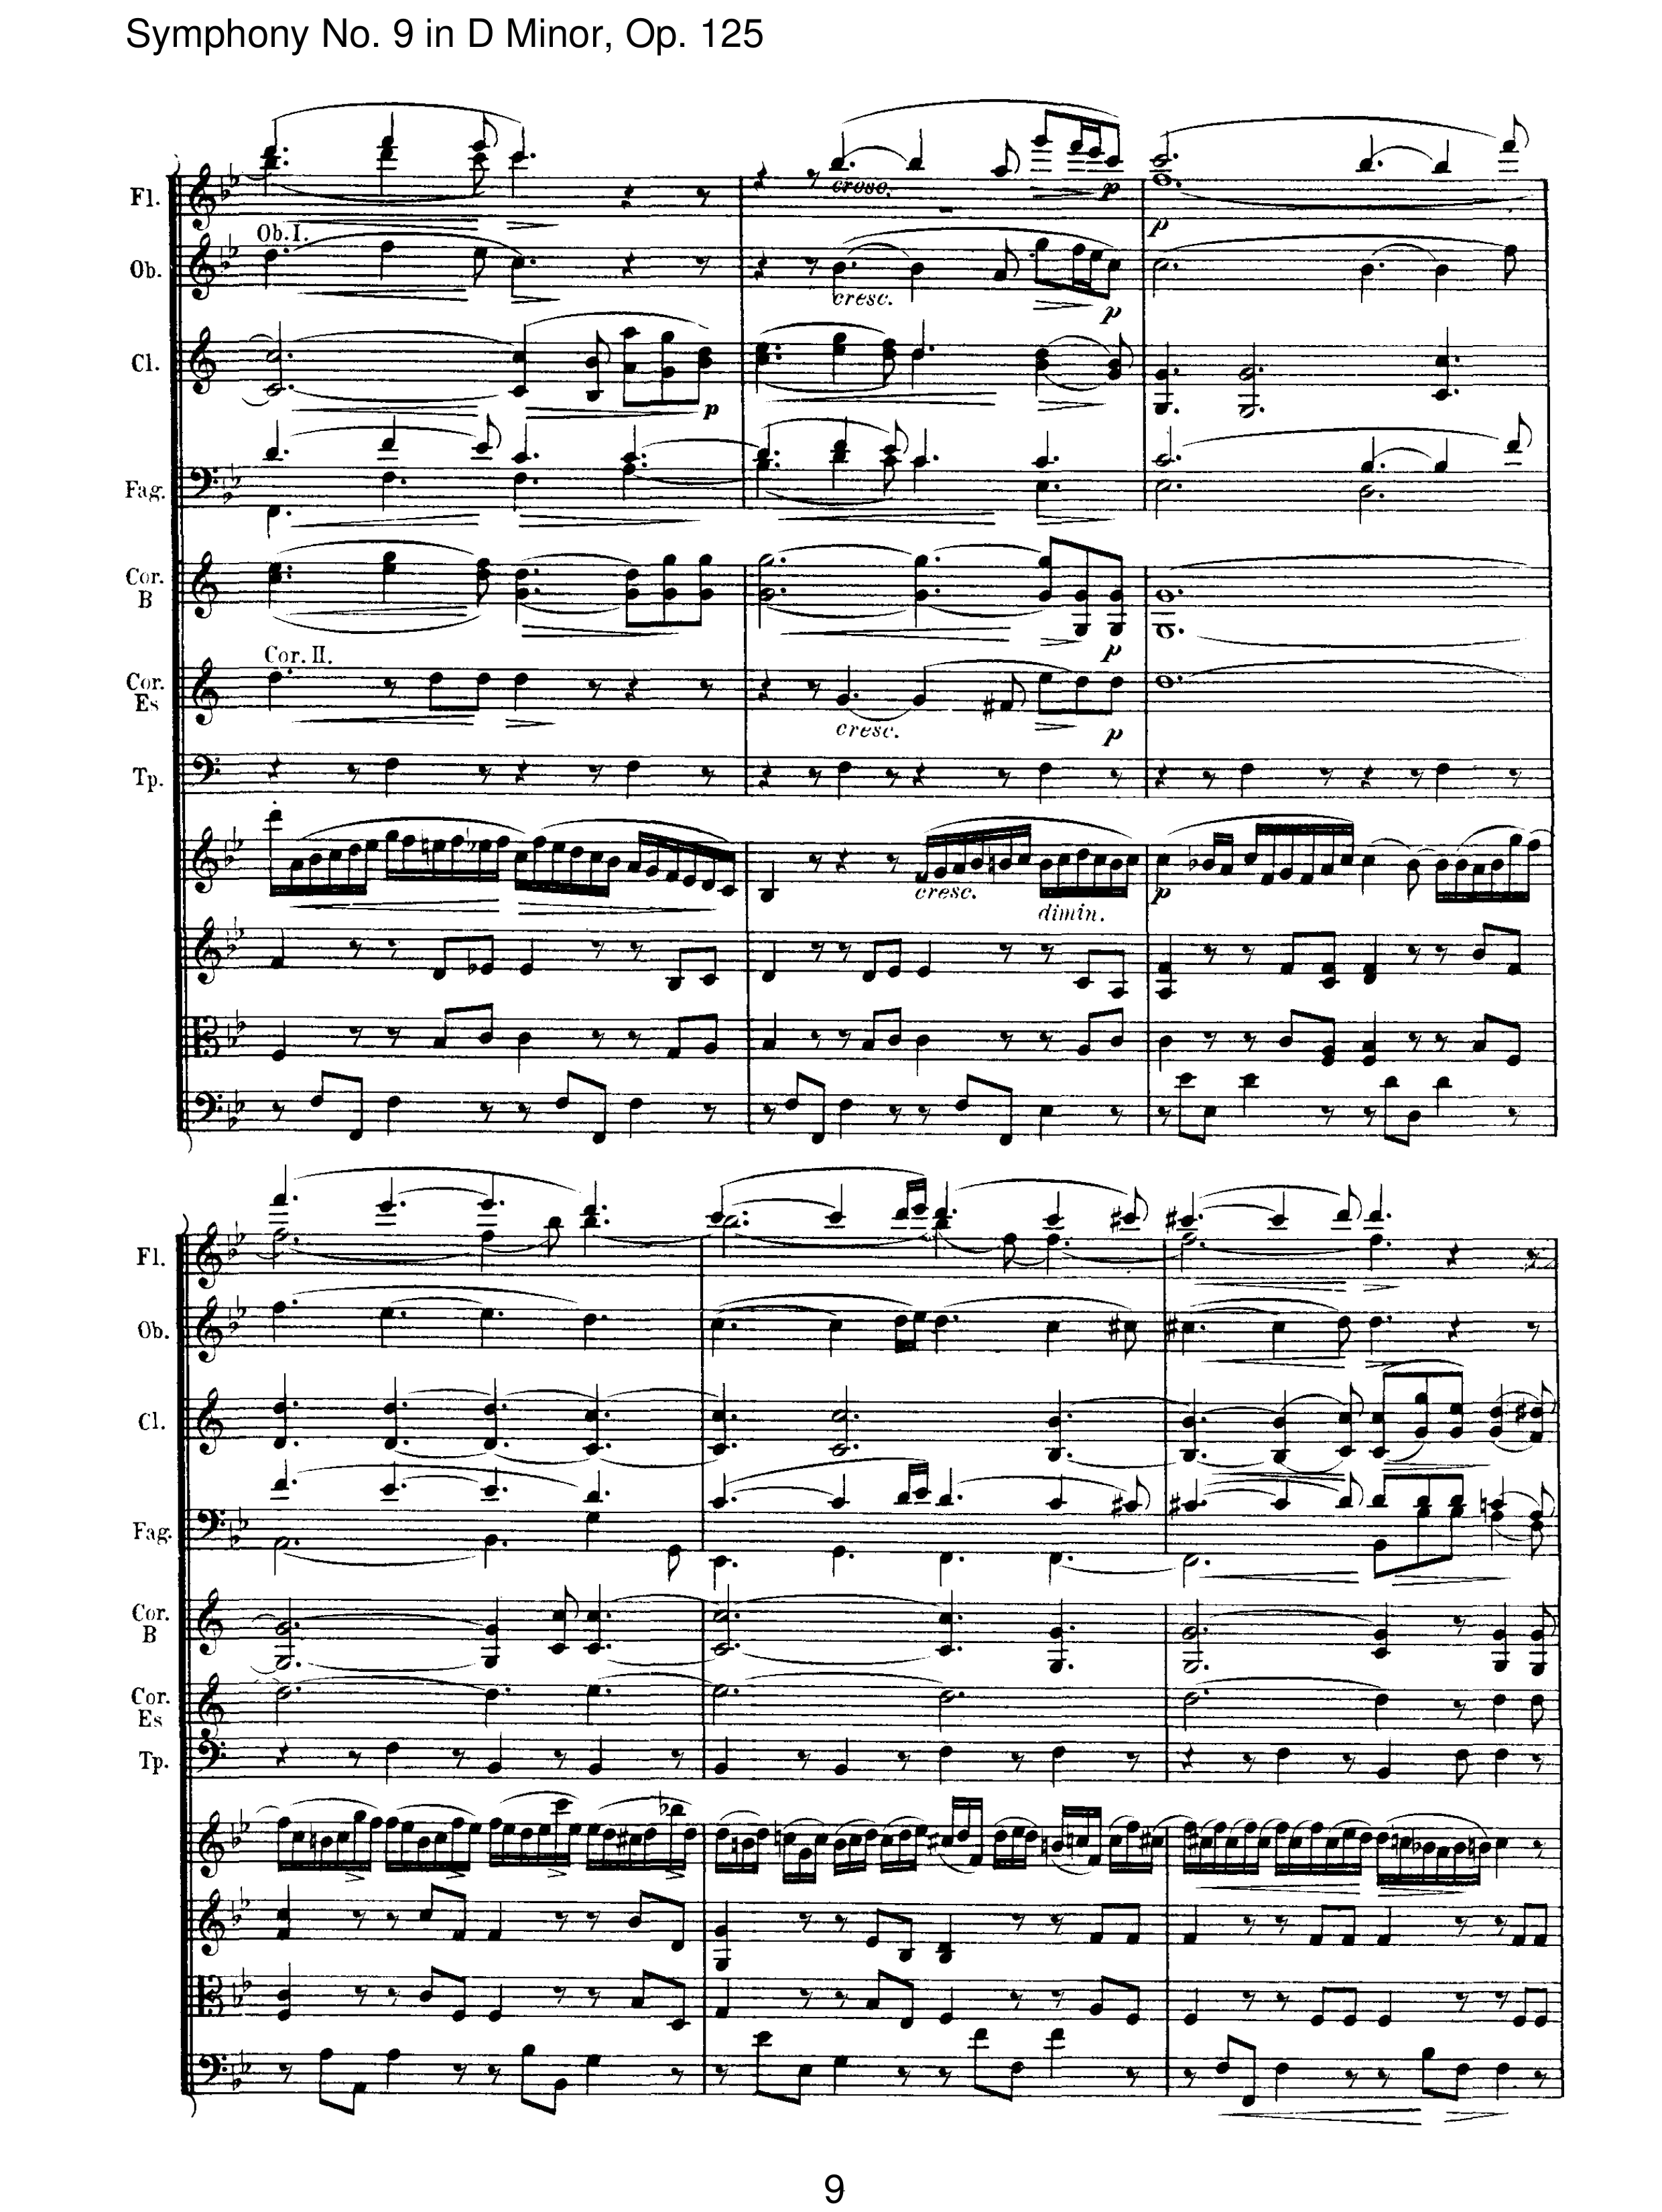 Symphony No. 9 in D Minor, Op. 125
Fl.
cresc.
p
p
Ob. I.
Ob.
cresc.
p
Cl.
p
Fag.
Cor.
B
p
Cor. II.
Cor.
Es
cresc.
p
Tp.
cresc.
dimin.
p
Fl.
Ob.
Cl.
Fag.
Cor.
B
Cor.
Es
Tp.
9